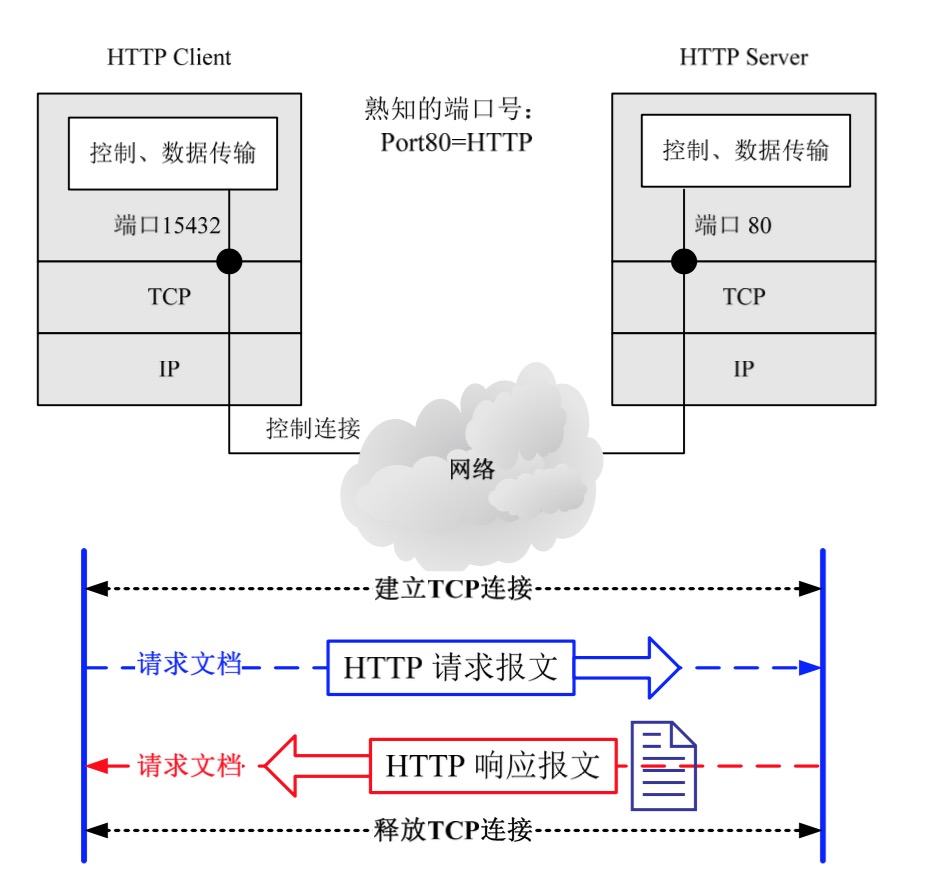 HTTP Client
HTTP Server
熟知的端口号：
Port80=HTTP
控制、数据传输
控制、数据传输
端口15432
端口 80
TCP
TCP
IP
IP
控制连接
网络
建立TCP连接
请求文档
HTTP 请求报文
请求文档
HTTP 响应报文
释放TCP连接